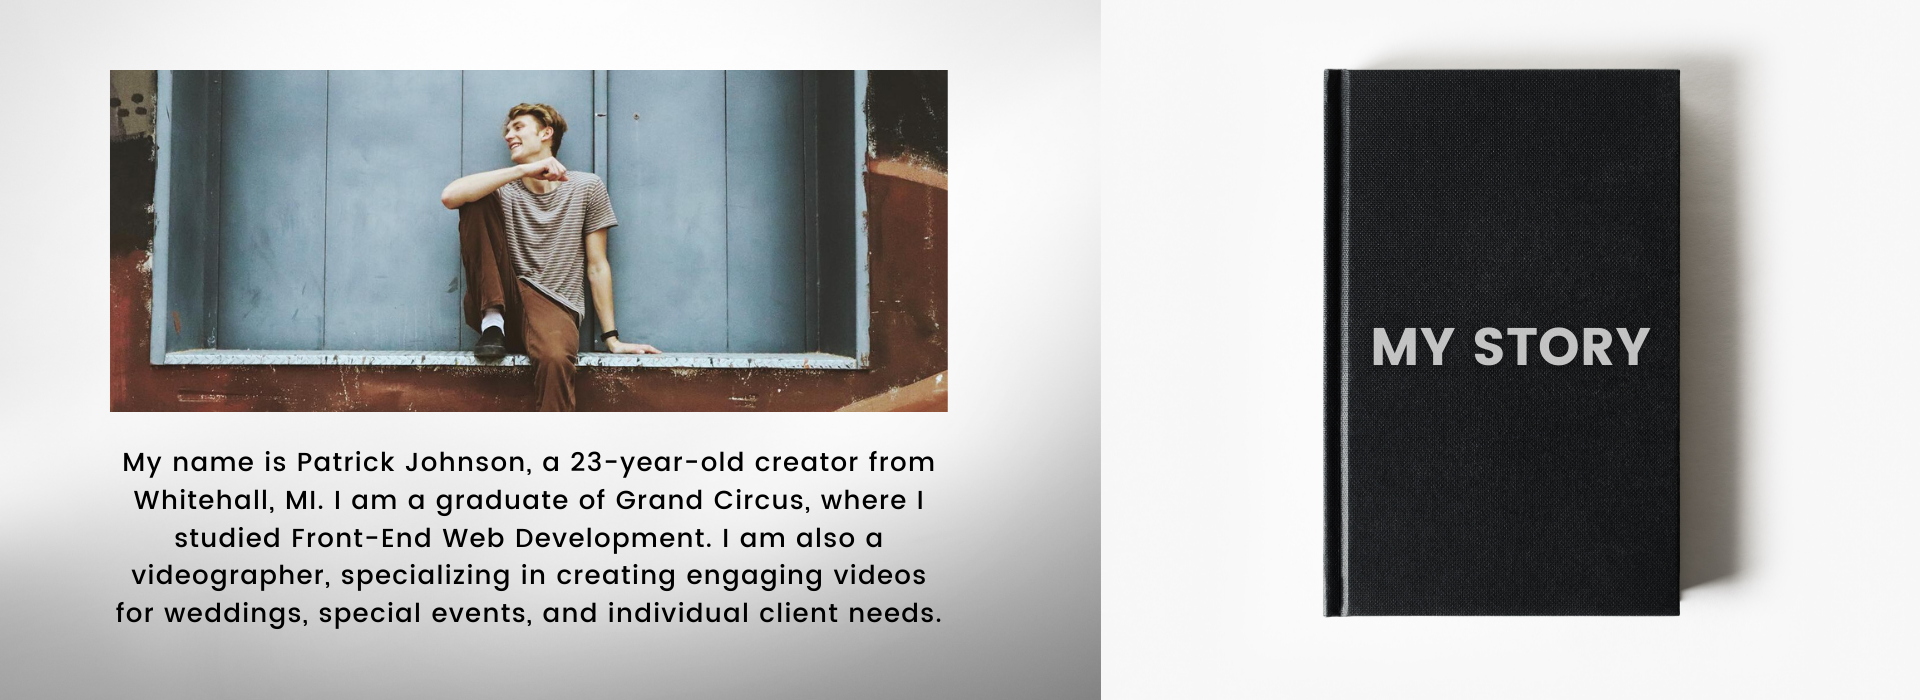 My name is Patrick Johnson, a 23-year-old creator from
Whitehall, MI. I am a graduate of Grand Circus, where I
studied Front-End Web Development. I am also a
videographer, specializing in creating engaging videos
for weddings, special events, and individual client needs.
MY STORY